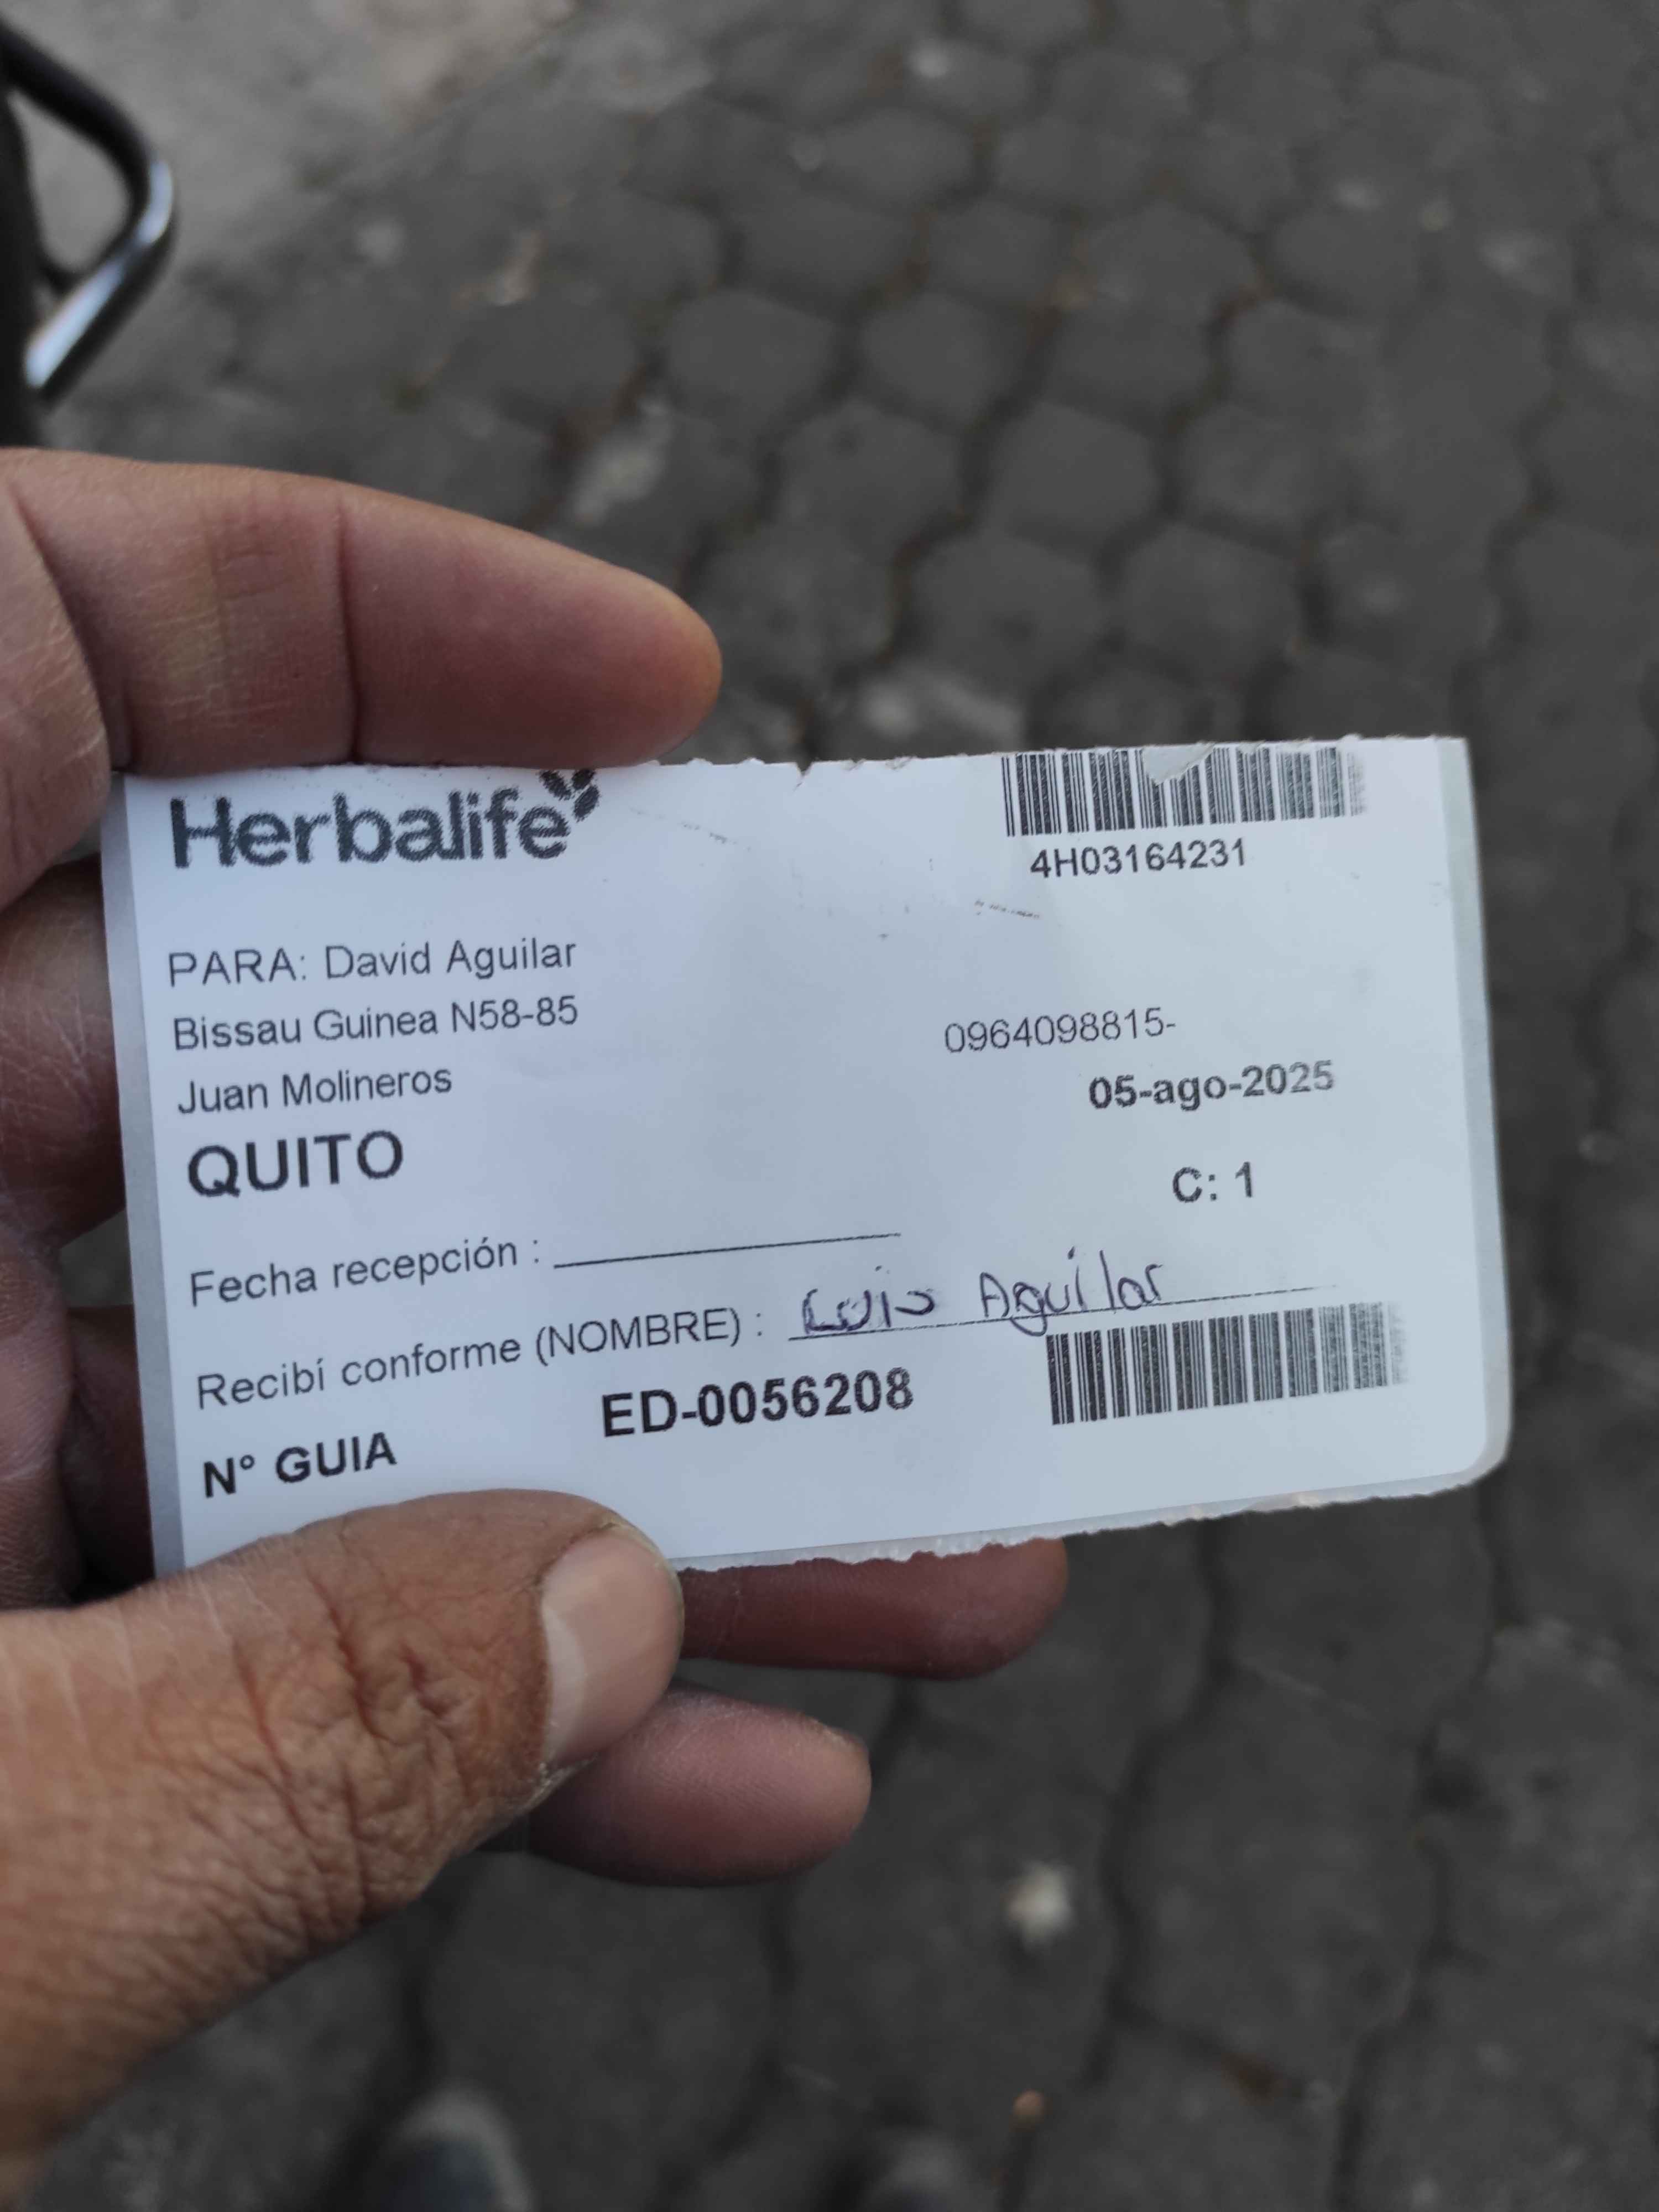 Herbalife
4H03164231
PARA: David Aguilar
Bissau Guinea N58-85
0964098815-
Juan Molineros
05-ago-2025
QUITO
C: 1
Fecha recepción :
Recibí conforme (NOMBRE) : Luis Aguilar
N° GUIA ED-0056208